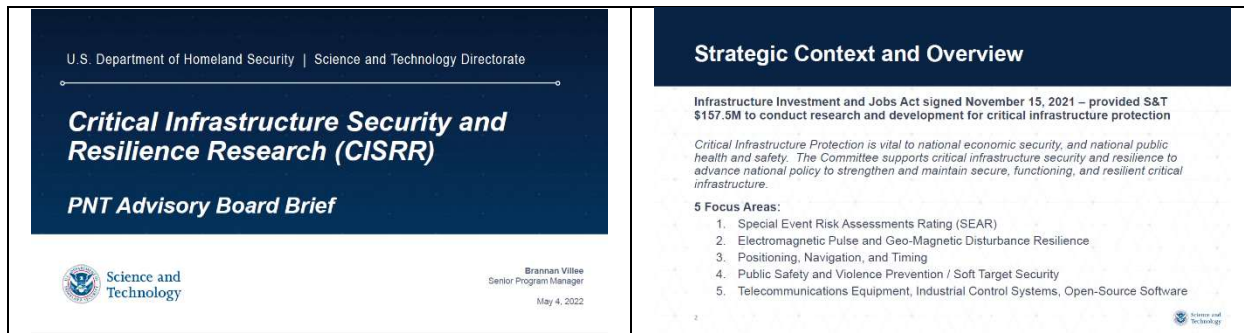 U.S. Department of Homeland Security | Science and Technology Directorate
Critical Infrastructure Security and
Resilience Research (CISRR)
PNT Advisory Board Brief
Science and
Technology
Brannan Villee
Senior Program Manager
May 4, 2022
Strategic Context and Overview
Infrastructure Investment and Jobs Act signed November 15, 2021 – provided S&T
$157.5M to conduct research and development for critical infrastructure protection
Critical Infrastructure Protection is vital to national economic security, and national public
health and safety. The Committee supports critical infrastructure security and resilience to
advance national policy to strengthen and maintain secure, functioning, and resilient critical
infrastructure.
5 Focus Areas:
1. Special Event Risk Assessments Rating (SEAR)
2. Electromagnetic Pulse and Geo-Magnetic Disturbance Resilience
3. Positioning, Navigation, and Timing
4. Public Safety and Violence Prevention / Soft Target Security
5. Telecommunications Equipment, Industrial Control Systems, Open-Source Software
2
Science and
Technology